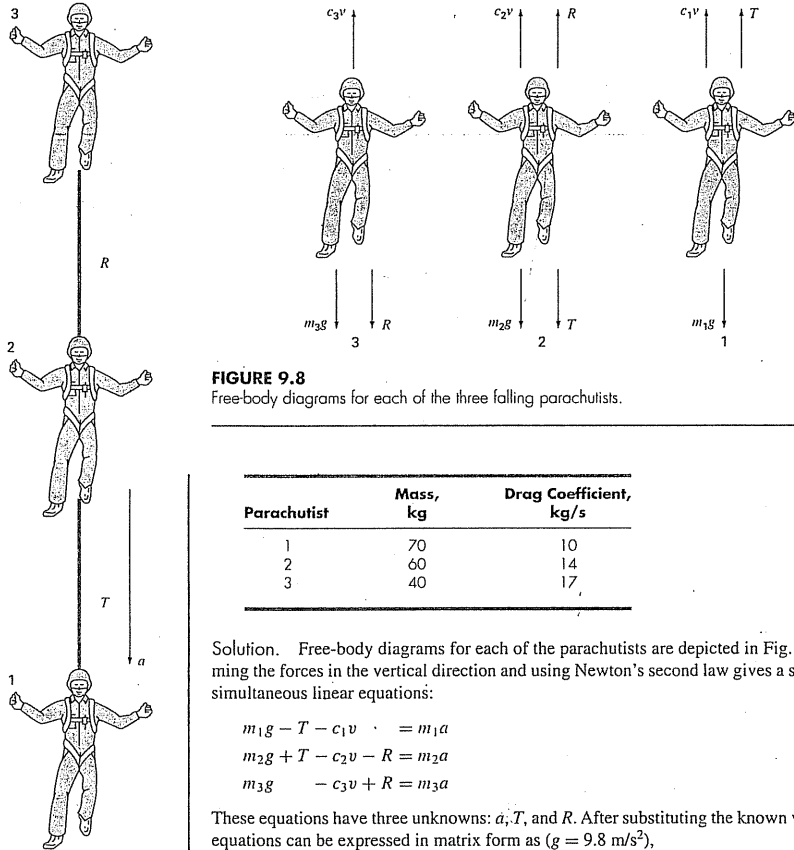 3
R
2
T
a
1
c₃v
c₂v
R
c₁v
T
m₃g
R
3
m₂g
T
2
m₁g
1
FIGURE 9.8
Free-body diagrams for each of the three falling parachutists.
Parachutist
Mass, kg
Drag Coefficient, kg/s
1 70 10
2 60 14
3 40 17
Solution. Free-body diagrams for each of the parachutists are depicted in Fig.
ming the forces in the vertical direction and using Newton's second law gives a s
simultaneous linear equations:
m₁g − T − c₁v = m₁a
m₂g + T − c₂v − R = m₂a
m₃g − c₃v + R = m₃a
These equations have three unknowns: a, T, and R. After substituting the known
equations can be expressed in matrix form as (g = 9.8 m/s²),